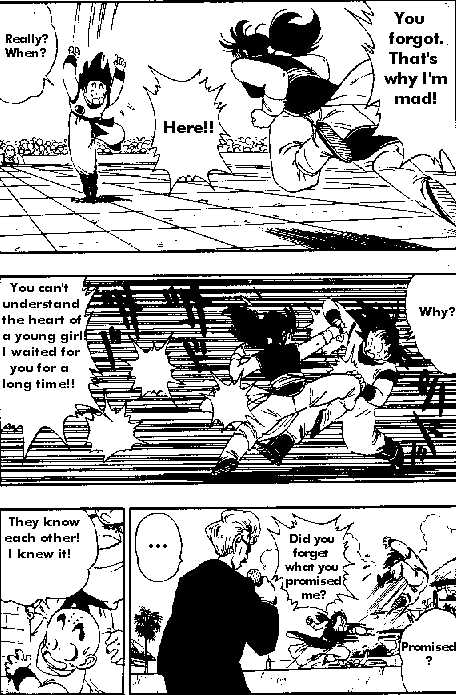 You
forgot.
That's
why I'm
mad!
Really?
When?
Here!!
Why?
You can't
understand
the heart of
a young girl
I waited for
you for a
long time!!
They know
each other!
I knew it!
...
Did you
forget
what you
promised
me?
Promised
?